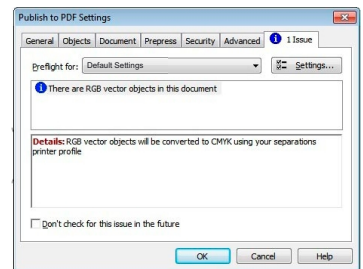 Publish to PDF Settings
General Objects Document Prepress Security Advanced 1 Issue
Preflight for: Default Settings Settings...
There are RGB vector objects in this document
Details: RGB vector objects will be converted to CMYK using your separations
printer profile
Don't check for this issue in the future
OK Cancel Help